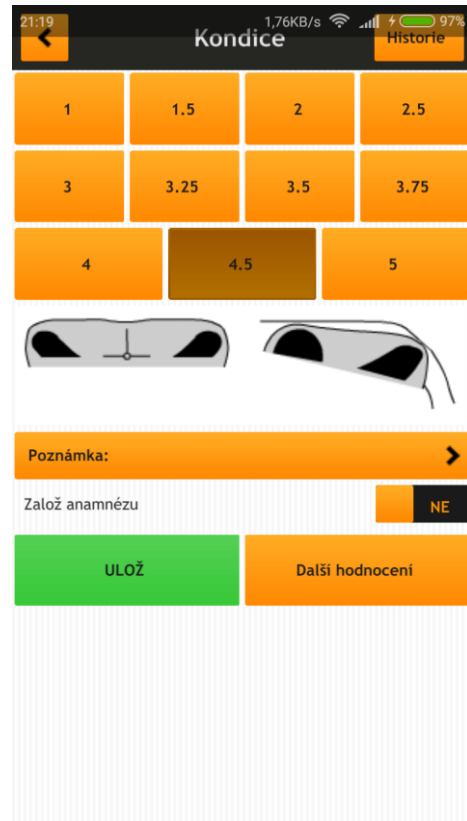 21:19 1,76KB/s 97%
Kondice Historie
1 1.5 2 2.5
3 3.25 3.5 3.75
4 4.5 5
Poznámka:
Založ anamnézu NE
ULOŽ Další hodnocení